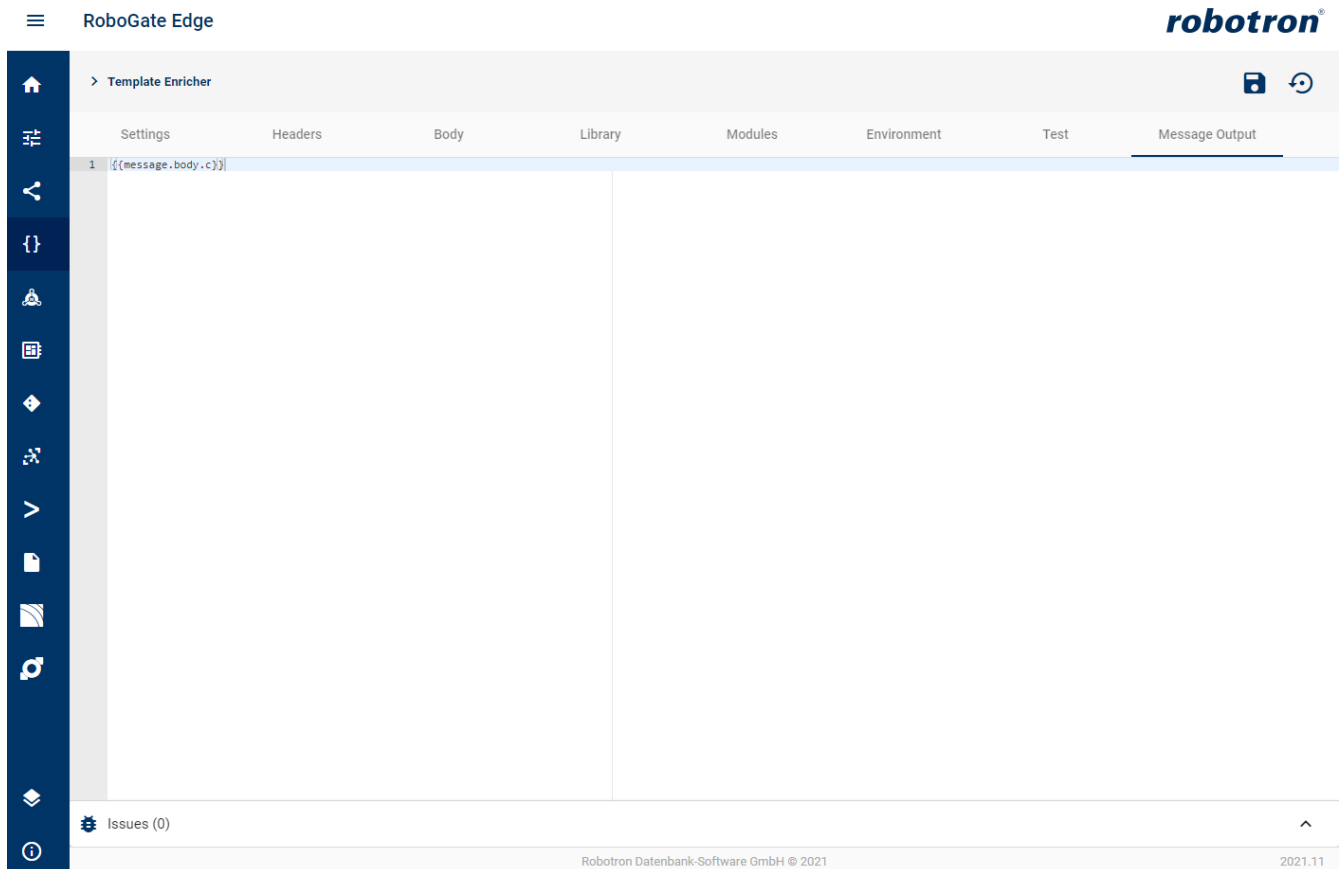 RoboGate Edge
robotron®
Template Enricher
Settings Headers Body Library Modules Environment Test Message Output
1 {{message.body.c}}
{}
Issues (0)
Robotron Datenbank-Software GmbH © 2021
2021.11